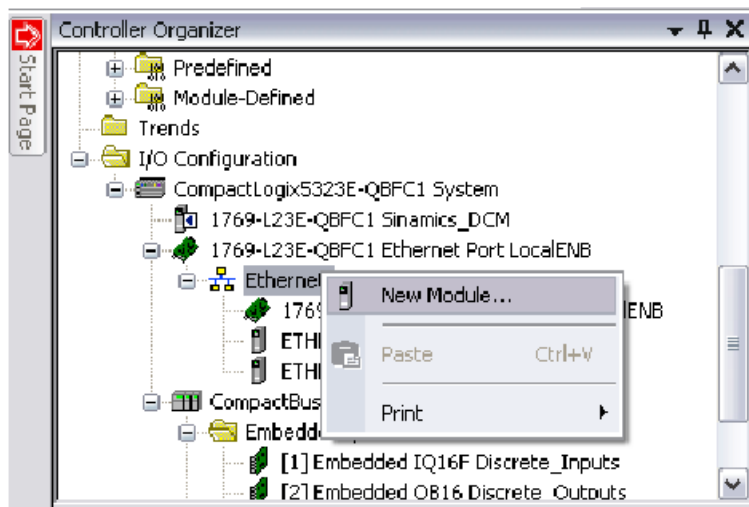 Controller Organizer
Start Page
Predefined
Module-Defined
Trends
I/O Configuration
CompactLogix5323E-QBFC1 System
1769-L23E-QBFC1 Sinamics_DCM
1769-L23E-QBFC1 Ethernet Port LocalENB
Ethernet
New Module...
176 ENB
ETH
Paste Ctrl+V
ETH
CompactBus
Print
Embedde
[1] Embedded IQ16F Discrete_Inputs
[2] Embedded OB16 Discrete_Outputs